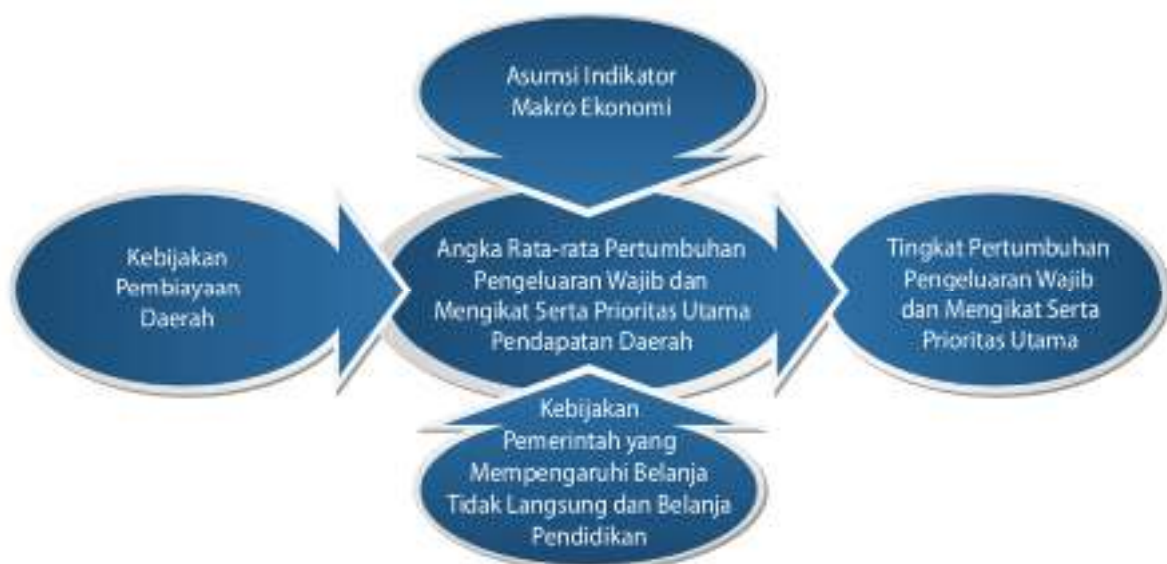 Asumsi Indikator
Makro Ekonomi
Kebijakan
Pembiayaan
Daerah
Angka Rata-rata Pertumbuhan
Pengeluaran Wajib dan
Mengikat Serta Prioritas Utama
Pendapatan Daerah
Tingkat Pertumbuhan
Pengeluaran Wajib
dan Mengikat Serta
Prioritas Utama
Kebijakan
Pemerintah yang
Mempengaruhi Belanja
Tidak Langsung dan Belanja
Pendidikan